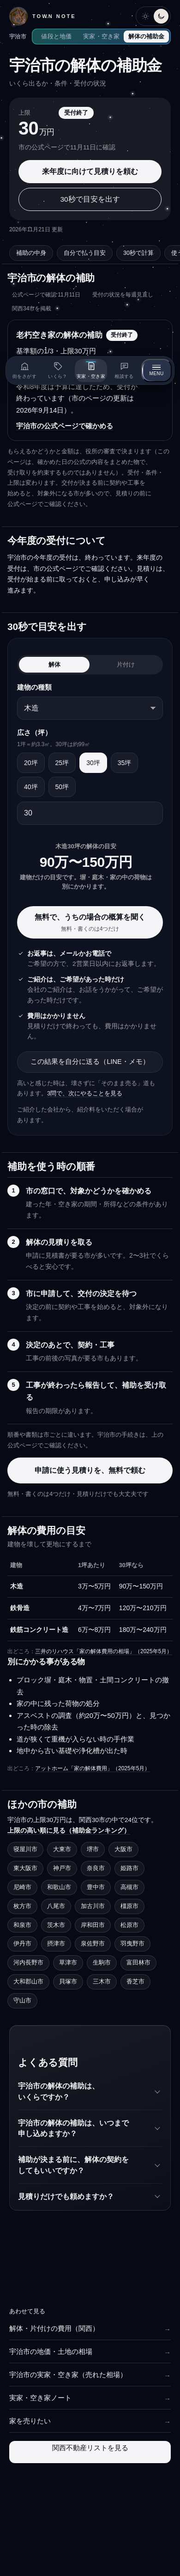 TOWN NOTE
宇治市
値段と地価
実家・空き家
解体の補助金
宇治市の解体の補助金
いくら出るか・条件・受付の状況
上限
受付終了
30万円
市の公式ページで11月11日に確認
来年度に向けて見積りを頼む
30秒で目安を出す
2026年11月21日 更新
補助の中身
自分で払う目安
30秒で計算
宇治市の解体の補助
公式ページで確認 11月11日
受付の状況を毎週見直し
関西34市を掲載
老朽空き家の解体の補助
受付終了
基準額の1/3・上限30万円
街をさがす
いくら？
実家・空き家
相談する
MENU
令和8年度は予算に達したため、受付が
終わっています（市のページの更新は
2026年9月14日）。
宇治市の公式ページで確かめる
もらえるかどうかと金額は、役所の審査で決まります（この
ページは、確かめた日の公式の内容をまとめた物で、
受け取りを約束するものではありません）。受付・条件・
上限は変わります。交付が決まる前に契約や工事を
始めると、対象外になる市が多いので、見積りの前に
公式ページでご確認ください。
今年度の受付について
宇治市の今年度の受付は、終わっています。来年度の
受付は、市の公式ページでご確認ください。見積りは、
受付が始まる前に取っておくと、申し込みが早く
進みます。
30秒で目安を出す
解体
片付け
建物の種類
木造
広さ（坪）
1坪＝約3.3㎡、30坪は約99㎡
20坪
25坪
30坪
35坪
40坪
50坪
30
木造30坪の解体の目安
90万〜150万円
建物だけの目安です。塀・庭木・家の中の荷物は
別にかかります。
無料で、うちの場合の概算を聞く
無料・書くのは4つだけ
お返事は、メールかお電話で
ご希望の方で、2営業日以内にお返事します。
ご紹介は、ご希望があった時だけ
会社のご紹介は、お話をうかがって、ご希望が
あった時だけです。
費用はかかりません
見積りだけで終わっても、費用はかかりませ
ん。
この結果を自分に送る（LINE・メモ）
高いと感じた時は、壊さずに「そのまま売る」道も
あります。3問で、次にやることを見る
ご紹介した会社から、紹介料をいただく場合が
あります。
補助を使う時の順番
1
市の窓口で、対象かどうかを確かめる
建った年・空き家の期間・所得などの条件があり
ます。
2
解体の見積りを取る
申請に見積書が要る市が多いです。2〜3社でくら
べると安心です。
3
市に申請して、交付の決定を待つ
決定の前に契約や工事を始めると、対象外になり
ます。
4
決定のあとで、契約・工事
工事の前後の写真が要る市もあります。
5
工事が終わったら報告して、補助を受け取
る
報告の期限があります。
順番や書類は市ごとに違います。宇治市の手続きは、上の
公式ページでご確認ください。
申請に使う見積りを、無料で頼む
無料・書くのは4つだけ・見積りだけでも大丈夫です
解体の費用の目安
建物を壊して更地にするまで
建物
1坪あたり
30坪なら
木造
3万〜5万円
90万〜150万円
鉄骨造
4万〜7万円
120万〜210万円
鉄筋コンクリート造
6万〜8万円
180万〜240万円
出どころ：三井のリハウス「家の解体費用の相場」（2025年5月）
別にかかる事がある物
• ブロック塀・庭木・物置・土間コンクリートの撤
去
• 家の中に残った荷物の処分
• アスベストの調査（約20万〜50万円）と、見つか
った時の除去
• 道が狭くて重機が入らない時の手作業
• 地中から古い基礎や浄化槽が出た時
出どころ：アットホーム「家の解体費用」（2025年5月）
ほかの市の補助
宇治市の上限30万円は、関西30市の中で24位です。
上限の高い順に見る（補助金ランキング）
寝屋川市
大東市
堺市
大阪市
東大阪市
神戸市
奈良市
姫路市
尼崎市
和歌山市
豊中市
高槻市
枚方市
八尾市
加古川市
橿原市
和泉市
茨木市
岸和田市
松原市
伊丹市
摂津市
泉佐野市
羽曳野市
河内長野市
草津市
生駒市
富田林市
大和郡山市
貝塚市
三木市
香芝市
守山市
よくある質問
宇治市の解体の補助は、
いくらですか？
宇治市の解体の補助は、いつまで
申し込めますか？
補助が決まる前に、解体の契約を
してもいいですか？
見積りだけでも頼めますか？
あわせて見る
解体・片付けの費用（関西）
→
宇治市の地価・土地の相場
→
宇治市の実家・空き家（売れた相場）
→
実家・空き家ノート
→
家を売りたい
→
関西不動産リストを見る